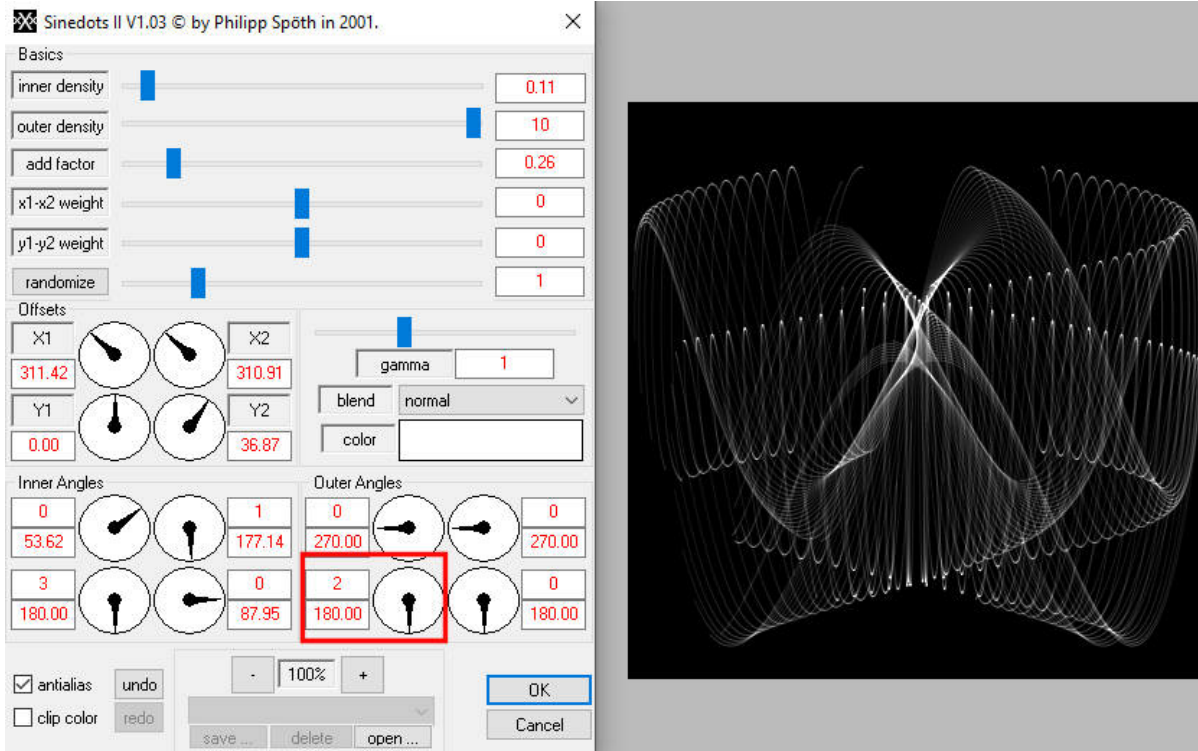 Sinedots II V1.03 © by Philipp Spöth in 2001.
Basics
inner density 0.11
outer density 10
add factor 0.26
x1-x2 weight 0
y1-y2 weight 0
randomize 1
Offsets
X1 X2
311.42 310.91
Y1 Y2
0.00 36.87
gamma 1
blend normal
color
Inner Angles
0 1
53.62 177.14
3 0
180.00 87.95
Outer Angles
0 0
270.00 270.00
2 0
180.00 180.00
antialias undo
clip color redo
- 100% +
save ... delete open ...
OK
Cancel